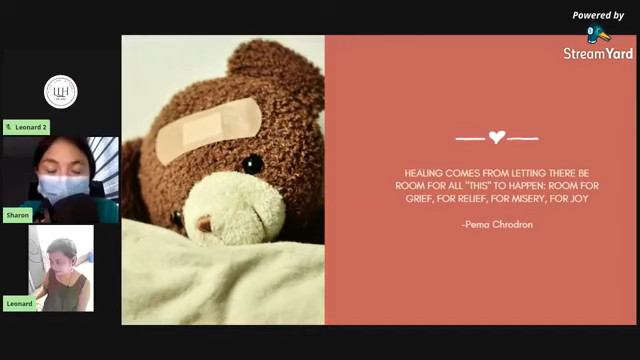 Powered by
StreamYard
Leonard 2
Sharon
Leonard
HEALING COMES FROM LETTING THERE BE
ROOM FOR ALL "THIS" TO HAPPEN: ROOM FOR
GRIEF, FOR RELIEF, FOR MISERY, FOR JOY
-Pema Chrodron